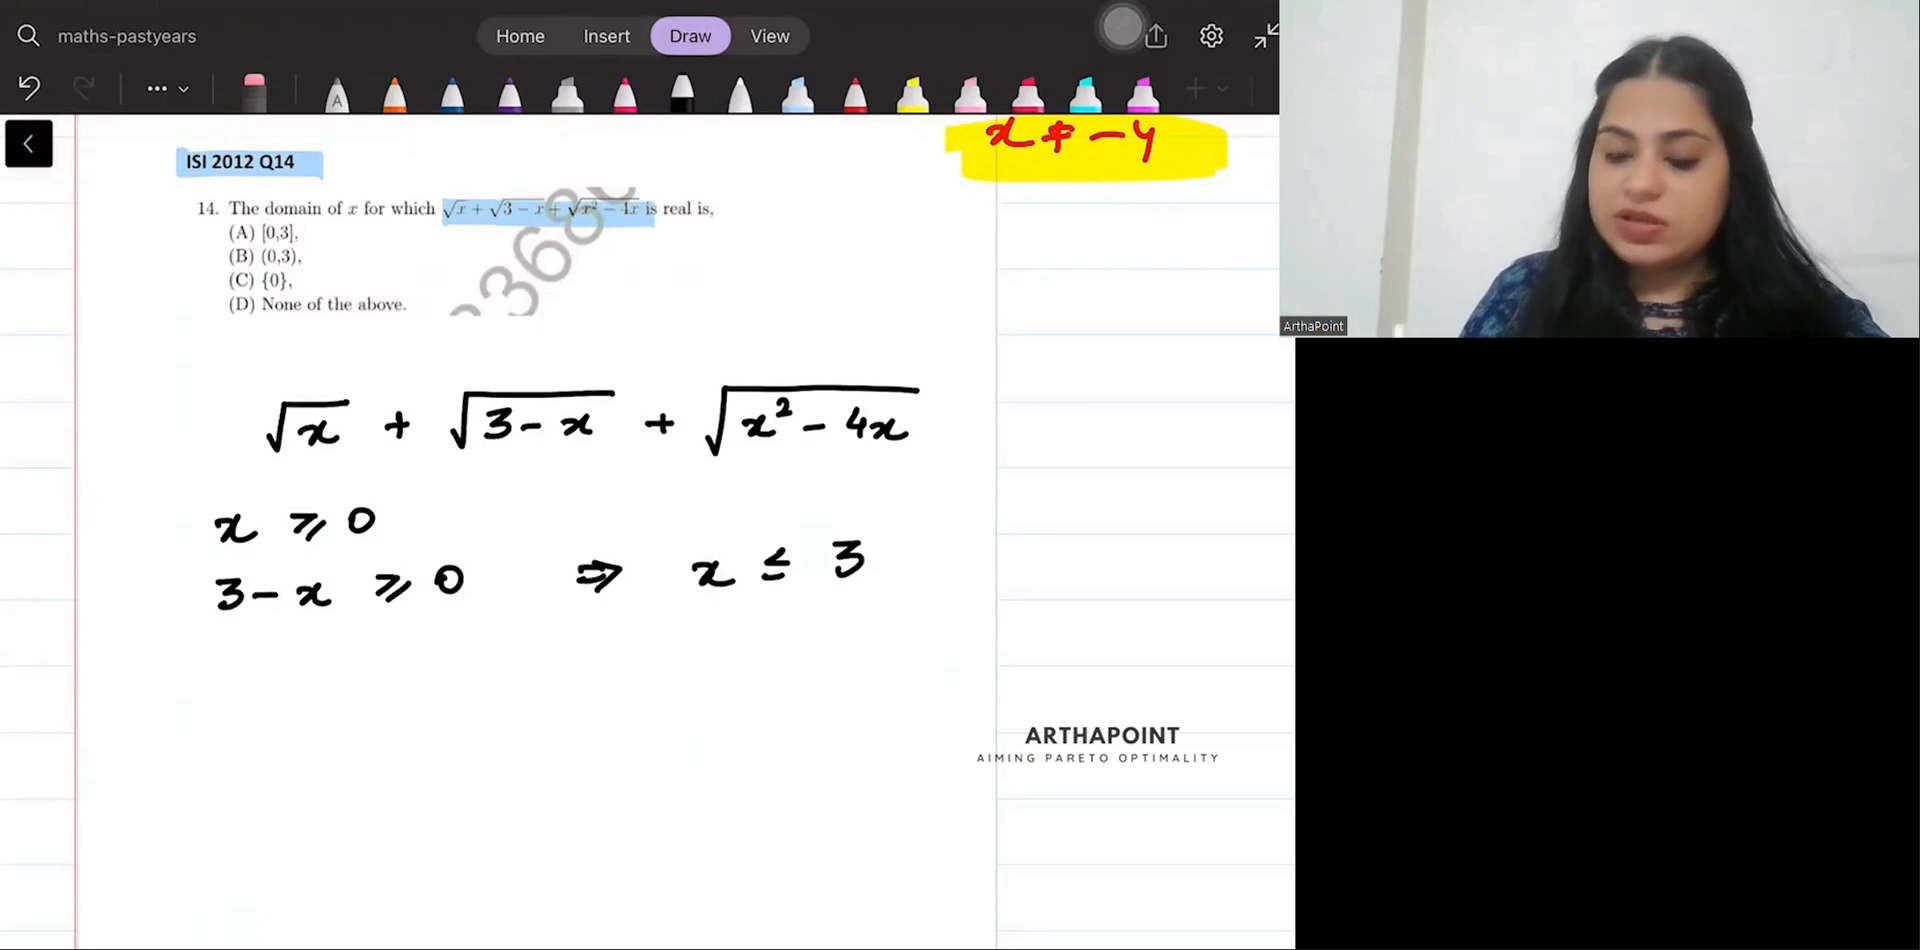 maths-pastyears
Home Insert Draw View
A
x ≠ -y
ISI 2012 Q14
14. The domain of x for which √x + √3 − x + √x² − 4x is real is,
(A) [0,3],
(B) (0,3),
(C) {0},
(D) None of the above.
√x + √3 - x + √x² - 4x
x ≥ 0
3 - x ≥ 0 ⇒ x ≤ 3
ARTHAPOINT
AIMING PARETO OPTIMALITY
ArthaPoint